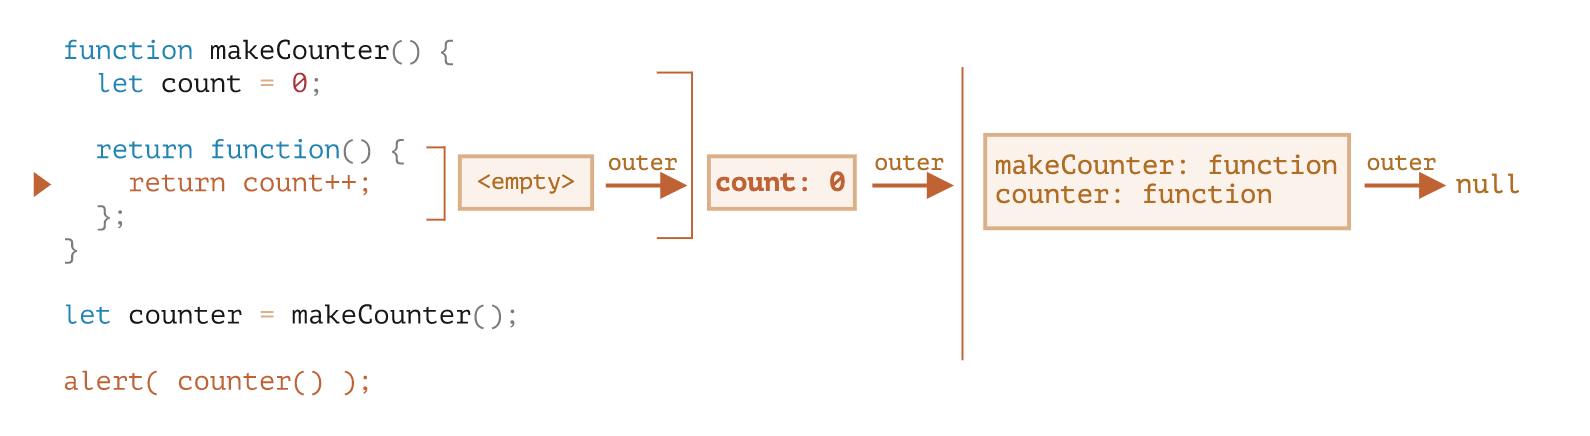 function makeCounter() {
  let count = 0;
  return function() {
    return count++;
  };
}
let counter = makeCounter();
alert( counter() );
<empty>
outer
count: 0
outer
makeCounter: function
counter: function
outer
null